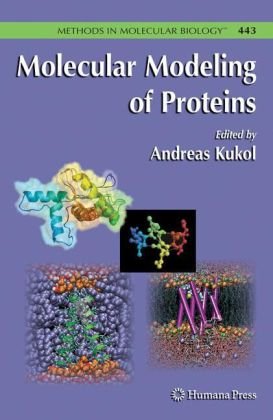 METHODS IN MOLECULAR BIOLOGY™ 443
Molecular Modeling
of Proteins
Edited by
Andreas Kukol
Humana Press